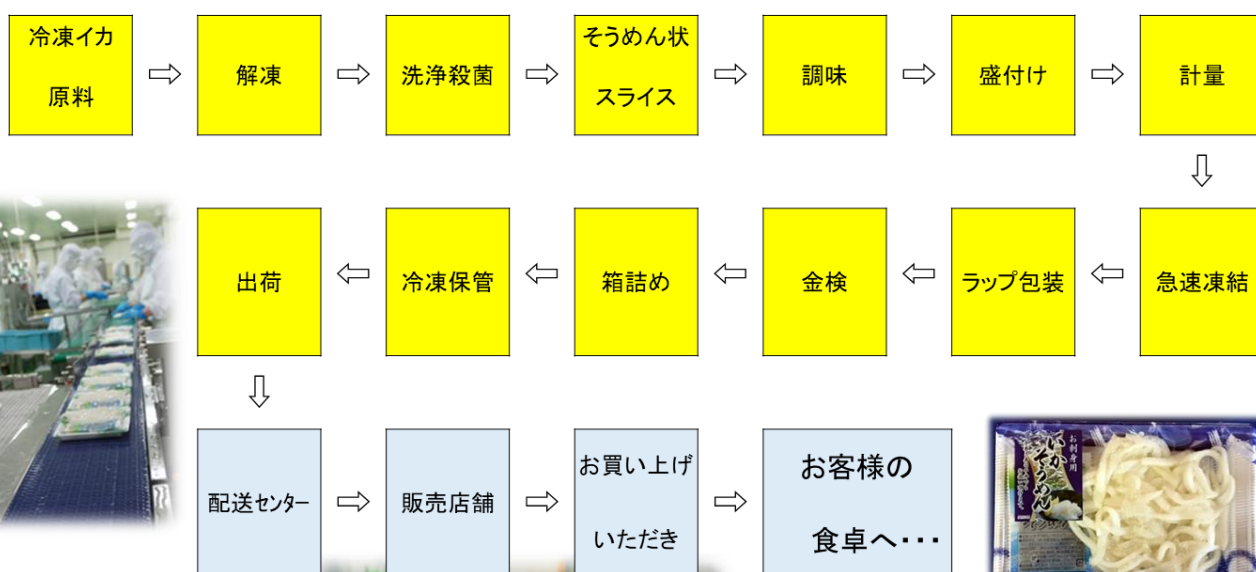 冷凍イカ
原料
解凍
洗浄殺菌
そうめん状
スライス
調味
盛付け
計量
急速凍結
ラップ包装
金検
箱詰め
冷凍保管
出荷
配送センター
販売店舗
お買い上げ
いただき
お客様の
食卓へ・・・
お刺身用
いかそうめん